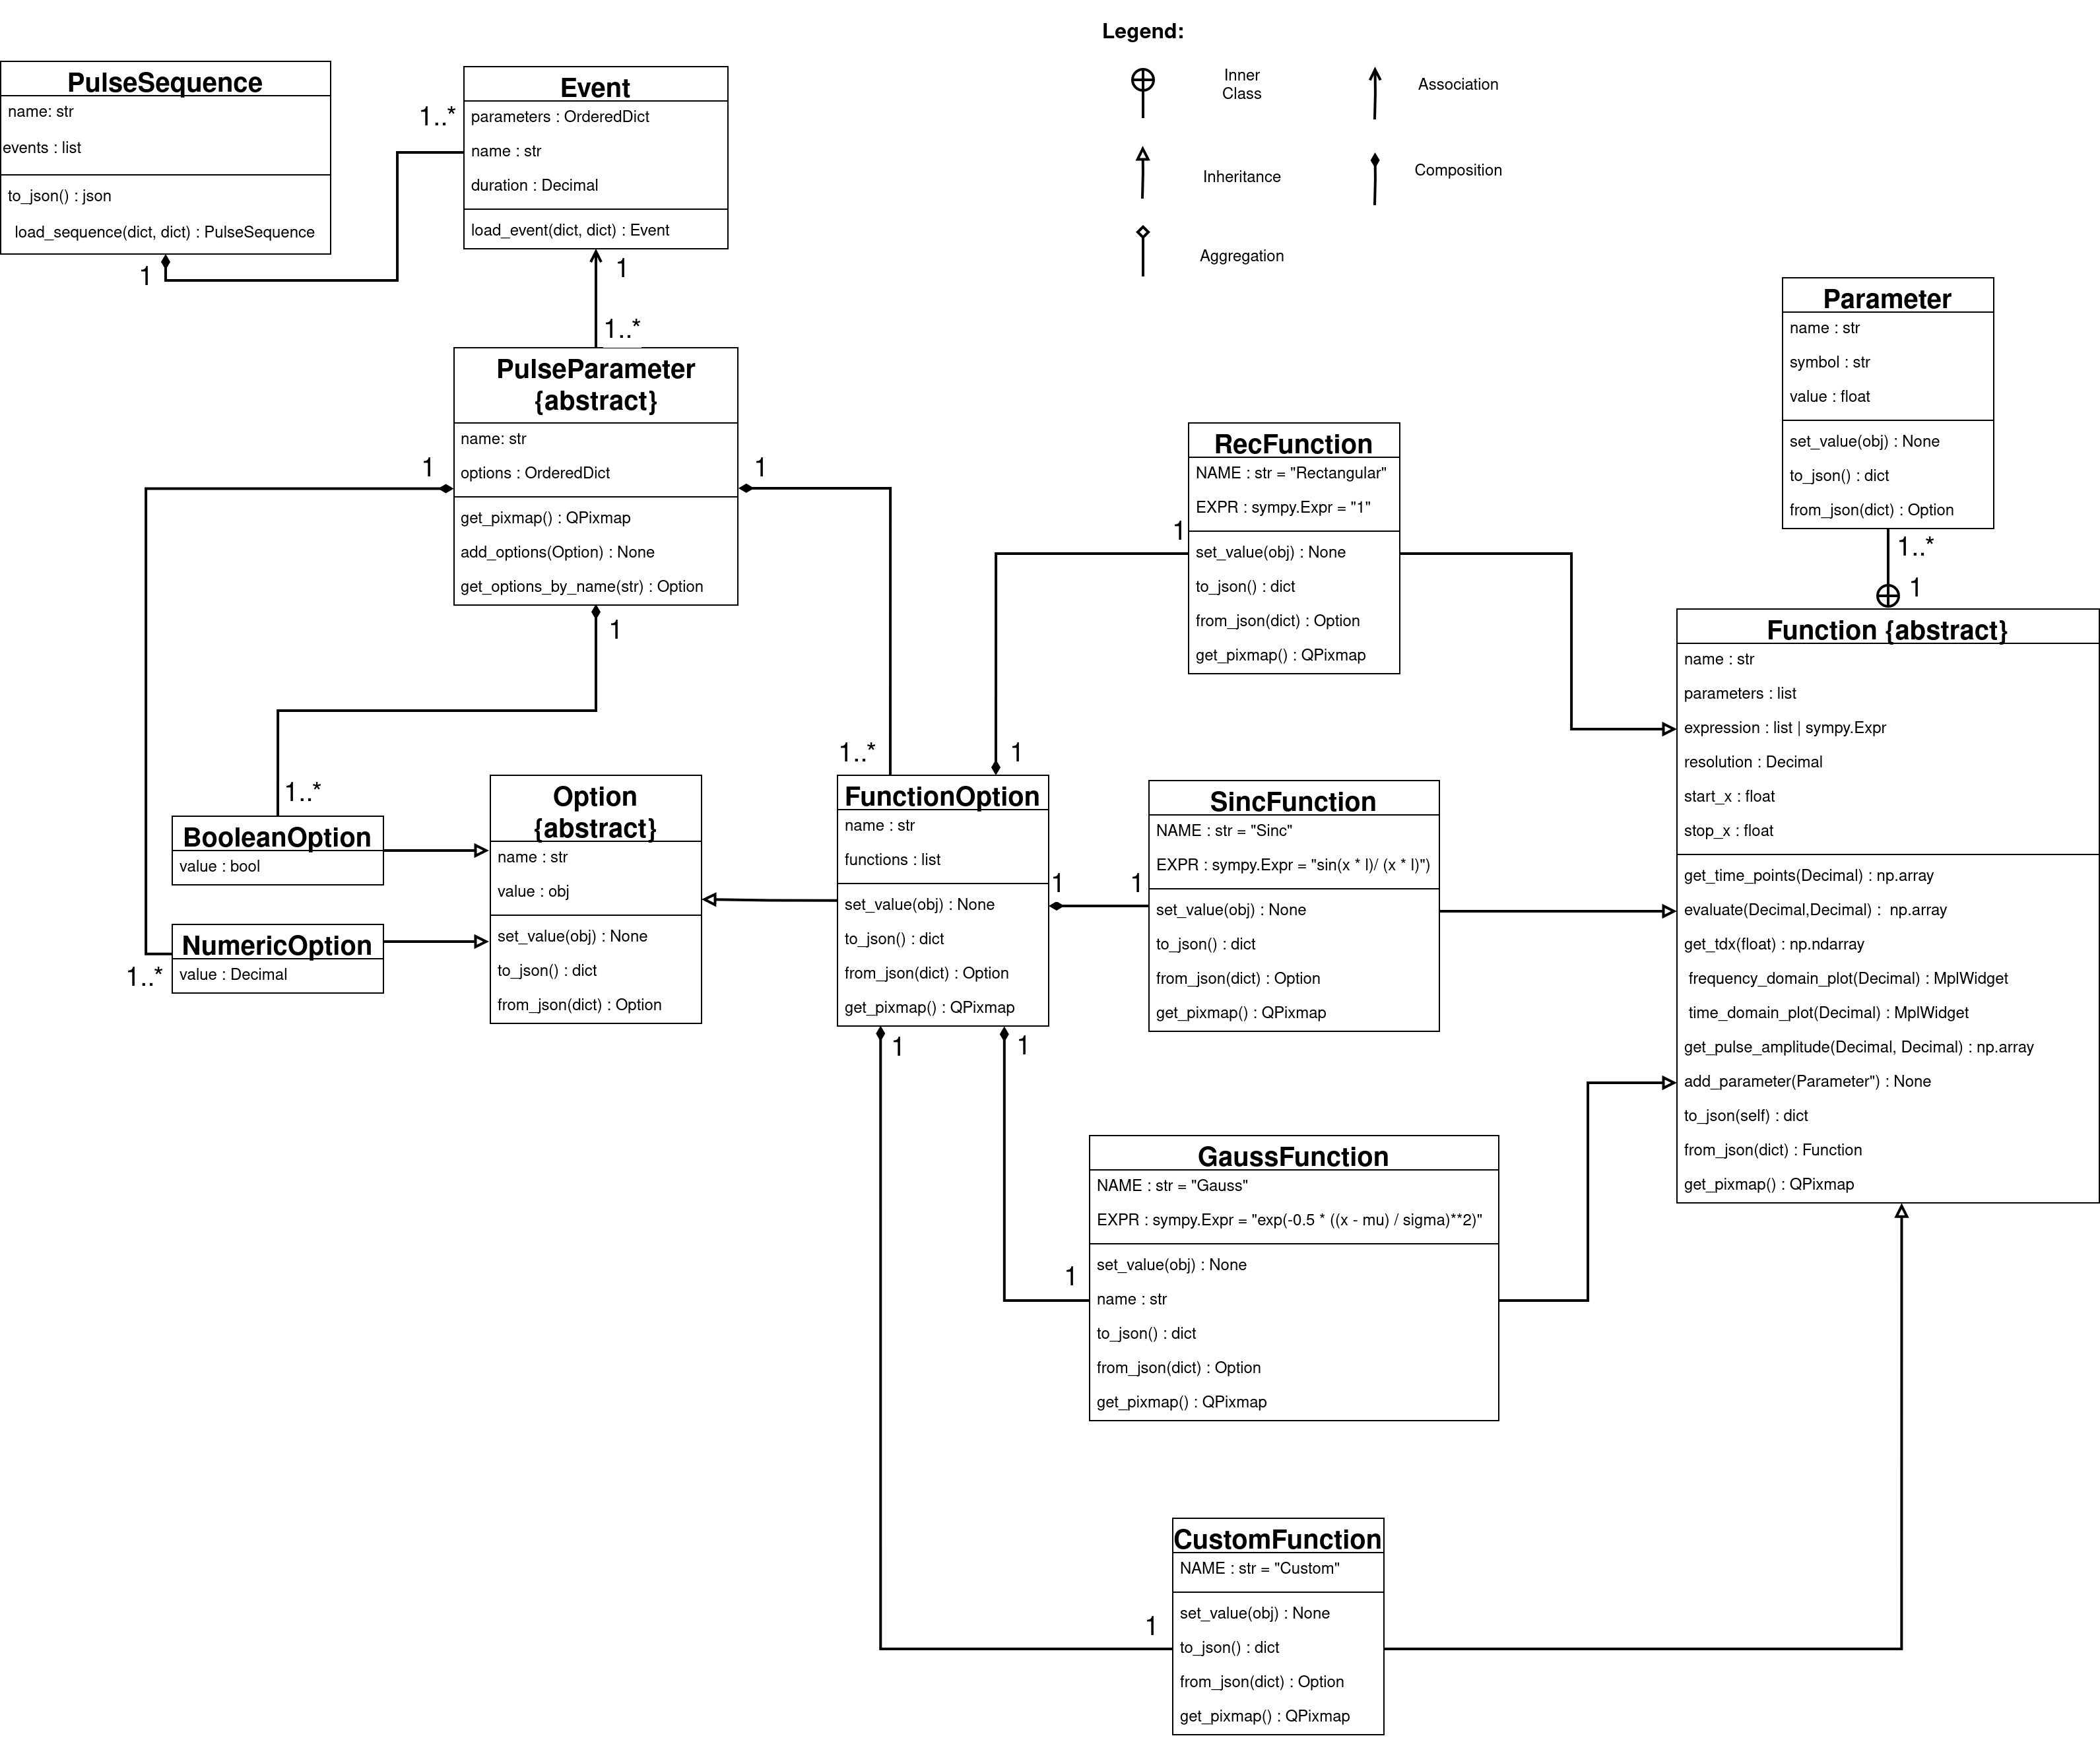 Legend:
Inner
Class
Association
Inheritance
Composition
Aggregation
PulseSequence
name: str
events : list
to_json() : json
load_sequence(dict, dict) : PulseSequence
1
1..*
Event
parameters : OrderedDict
name : str
duration : Decimal
load_event(dict, dict) : Event
1
1..*
PulseParameter
{abstract}
name: str
options : OrderedDict
get_pixmap() : QPixmap
add_options(Option) : None
get_options_by_name(str) : Option
1
1
1
1..*
BooleanOption
value : bool
NumericOption
value : Decimal
1..*
Option
{abstract}
name : str
value : obj
set_value(obj) : None
to_json() : dict
from_json(dict) : Option
1..*
1
FunctionOption
name : str
functions : list
set_value(obj) : None
to_json() : dict
from_json(dict) : Option
get_pixmap() : QPixmap
1
1
1
1
RecFunction
NAME : str = "Rectangular"
EXPR : sympy.Expr = "1"
set_value(obj) : None
to_json() : dict
from_json(dict) : Option
get_pixmap() : QPixmap
1
SincFunction
NAME : str = "Sinc"
EXPR : sympy.Expr = "sin(x * l)/ (x * l)")
set_value(obj) : None
to_json() : dict
from_json(dict) : Option
get_pixmap() : QPixmap
1
GaussFunction
NAME : str = "Gauss"
EXPR : sympy.Expr = "exp(-0.5 * ((x - mu) / sigma)**2)"
set_value(obj) : None
name : str
to_json() : dict
from_json(dict) : Option
get_pixmap() : QPixmap
1
CustomFunction
NAME : str = "Custom"
set_value(obj) : None
to_json() : dict
from_json(dict) : Option
get_pixmap() : QPixmap
Parameter
name : str
symbol : str
value : float
set_value(obj) : None
to_json() : dict
from_json(dict) : Option
1..*
1
Function {abstract}
name : str
parameters : list
expression : list | sympy.Expr
resolution : Decimal
start_x : float
stop_x : float
get_time_points(Decimal) : np.array
evaluate(Decimal,Decimal) : np.array
get_tdx(float) : np.ndarray
frequency_domain_plot(Decimal) : MplWidget
time_domain_plot(Decimal) : MplWidget
get_pulse_amplitude(Decimal, Decimal) : np.array
add_parameter(Parameter") : None
to_json(self) : dict
from_json(dict) : Function
get_pixmap() : QPixmap